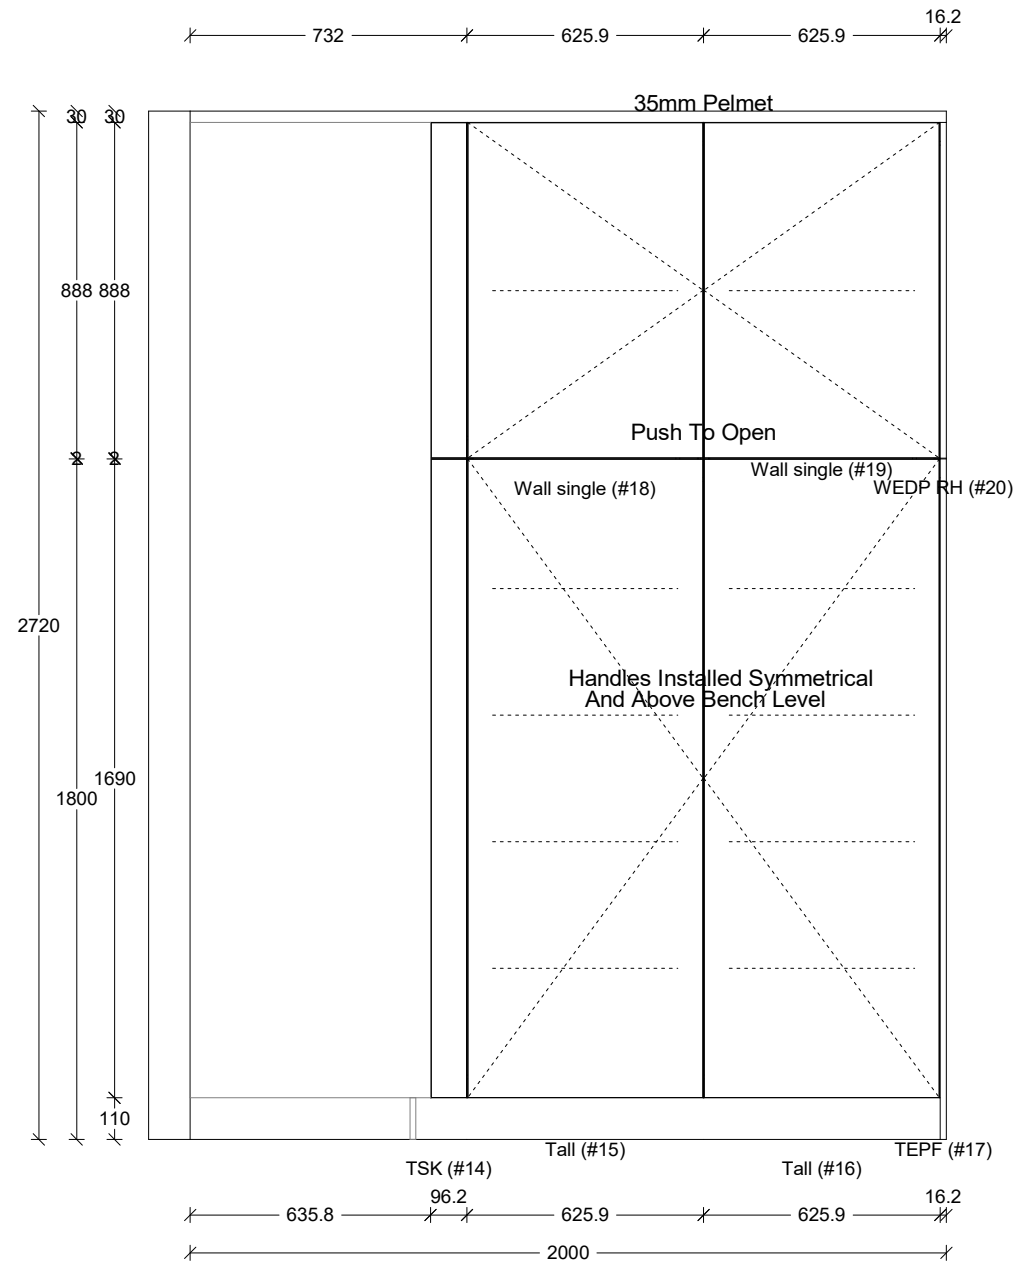 16.2
732
625.9
625.9
35mm Pelmet
30
30
888
888
Push To Open
2
2
Wall single (#19)
Wall single (#18)
WEDP RH (#20)
2720
Handles Installed Symmetrical
And Above Bench Level
1690
1800
110
Tall (#15)
TEPF (#17)
TSK (#14)
Tall (#16)
96.2
16.2
635.8
625.9
625.9
2000